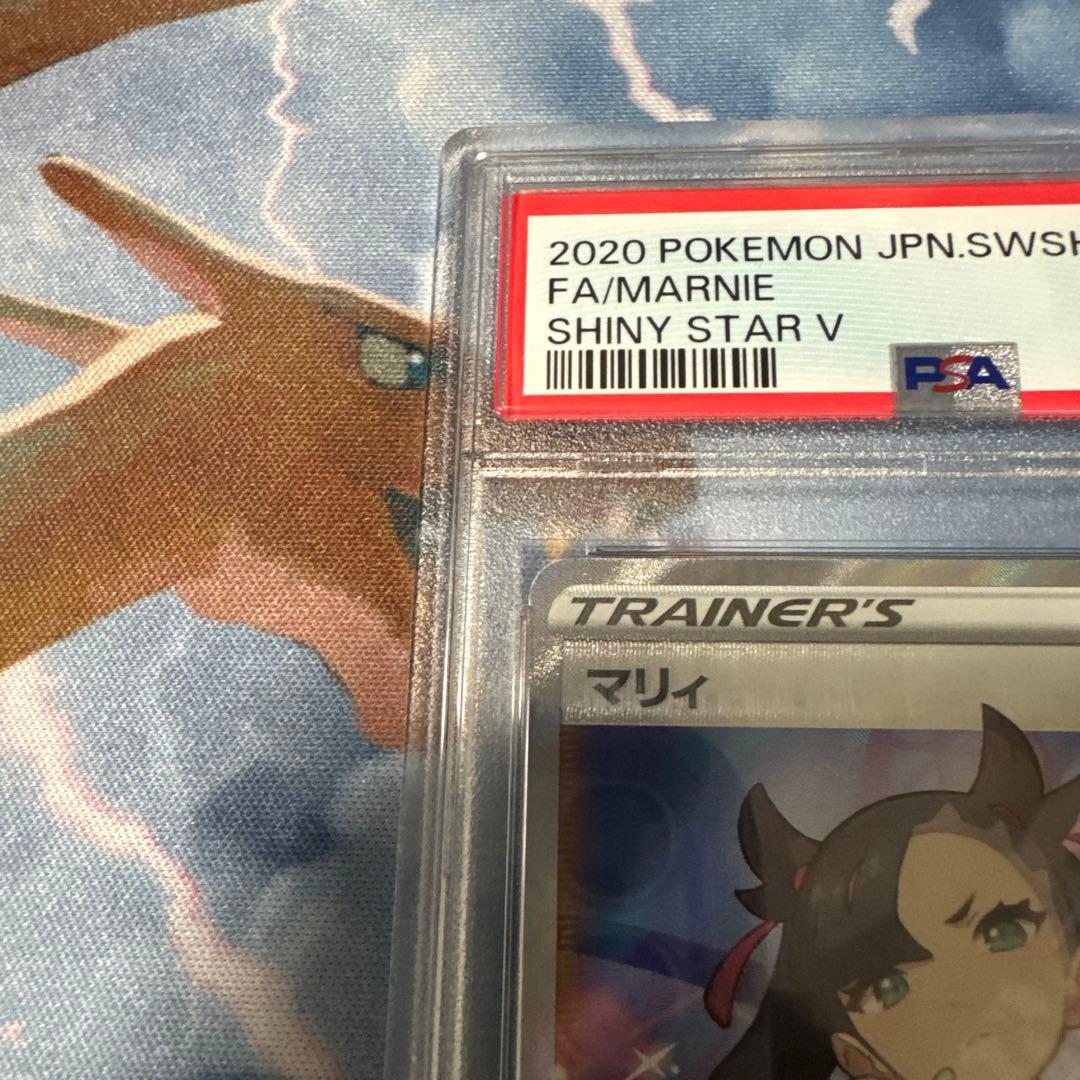 2020 POKEMON JPN.SWSH
FA/MARNIE
SHINY STAR V
PSA
TRAINER'S
マリィ